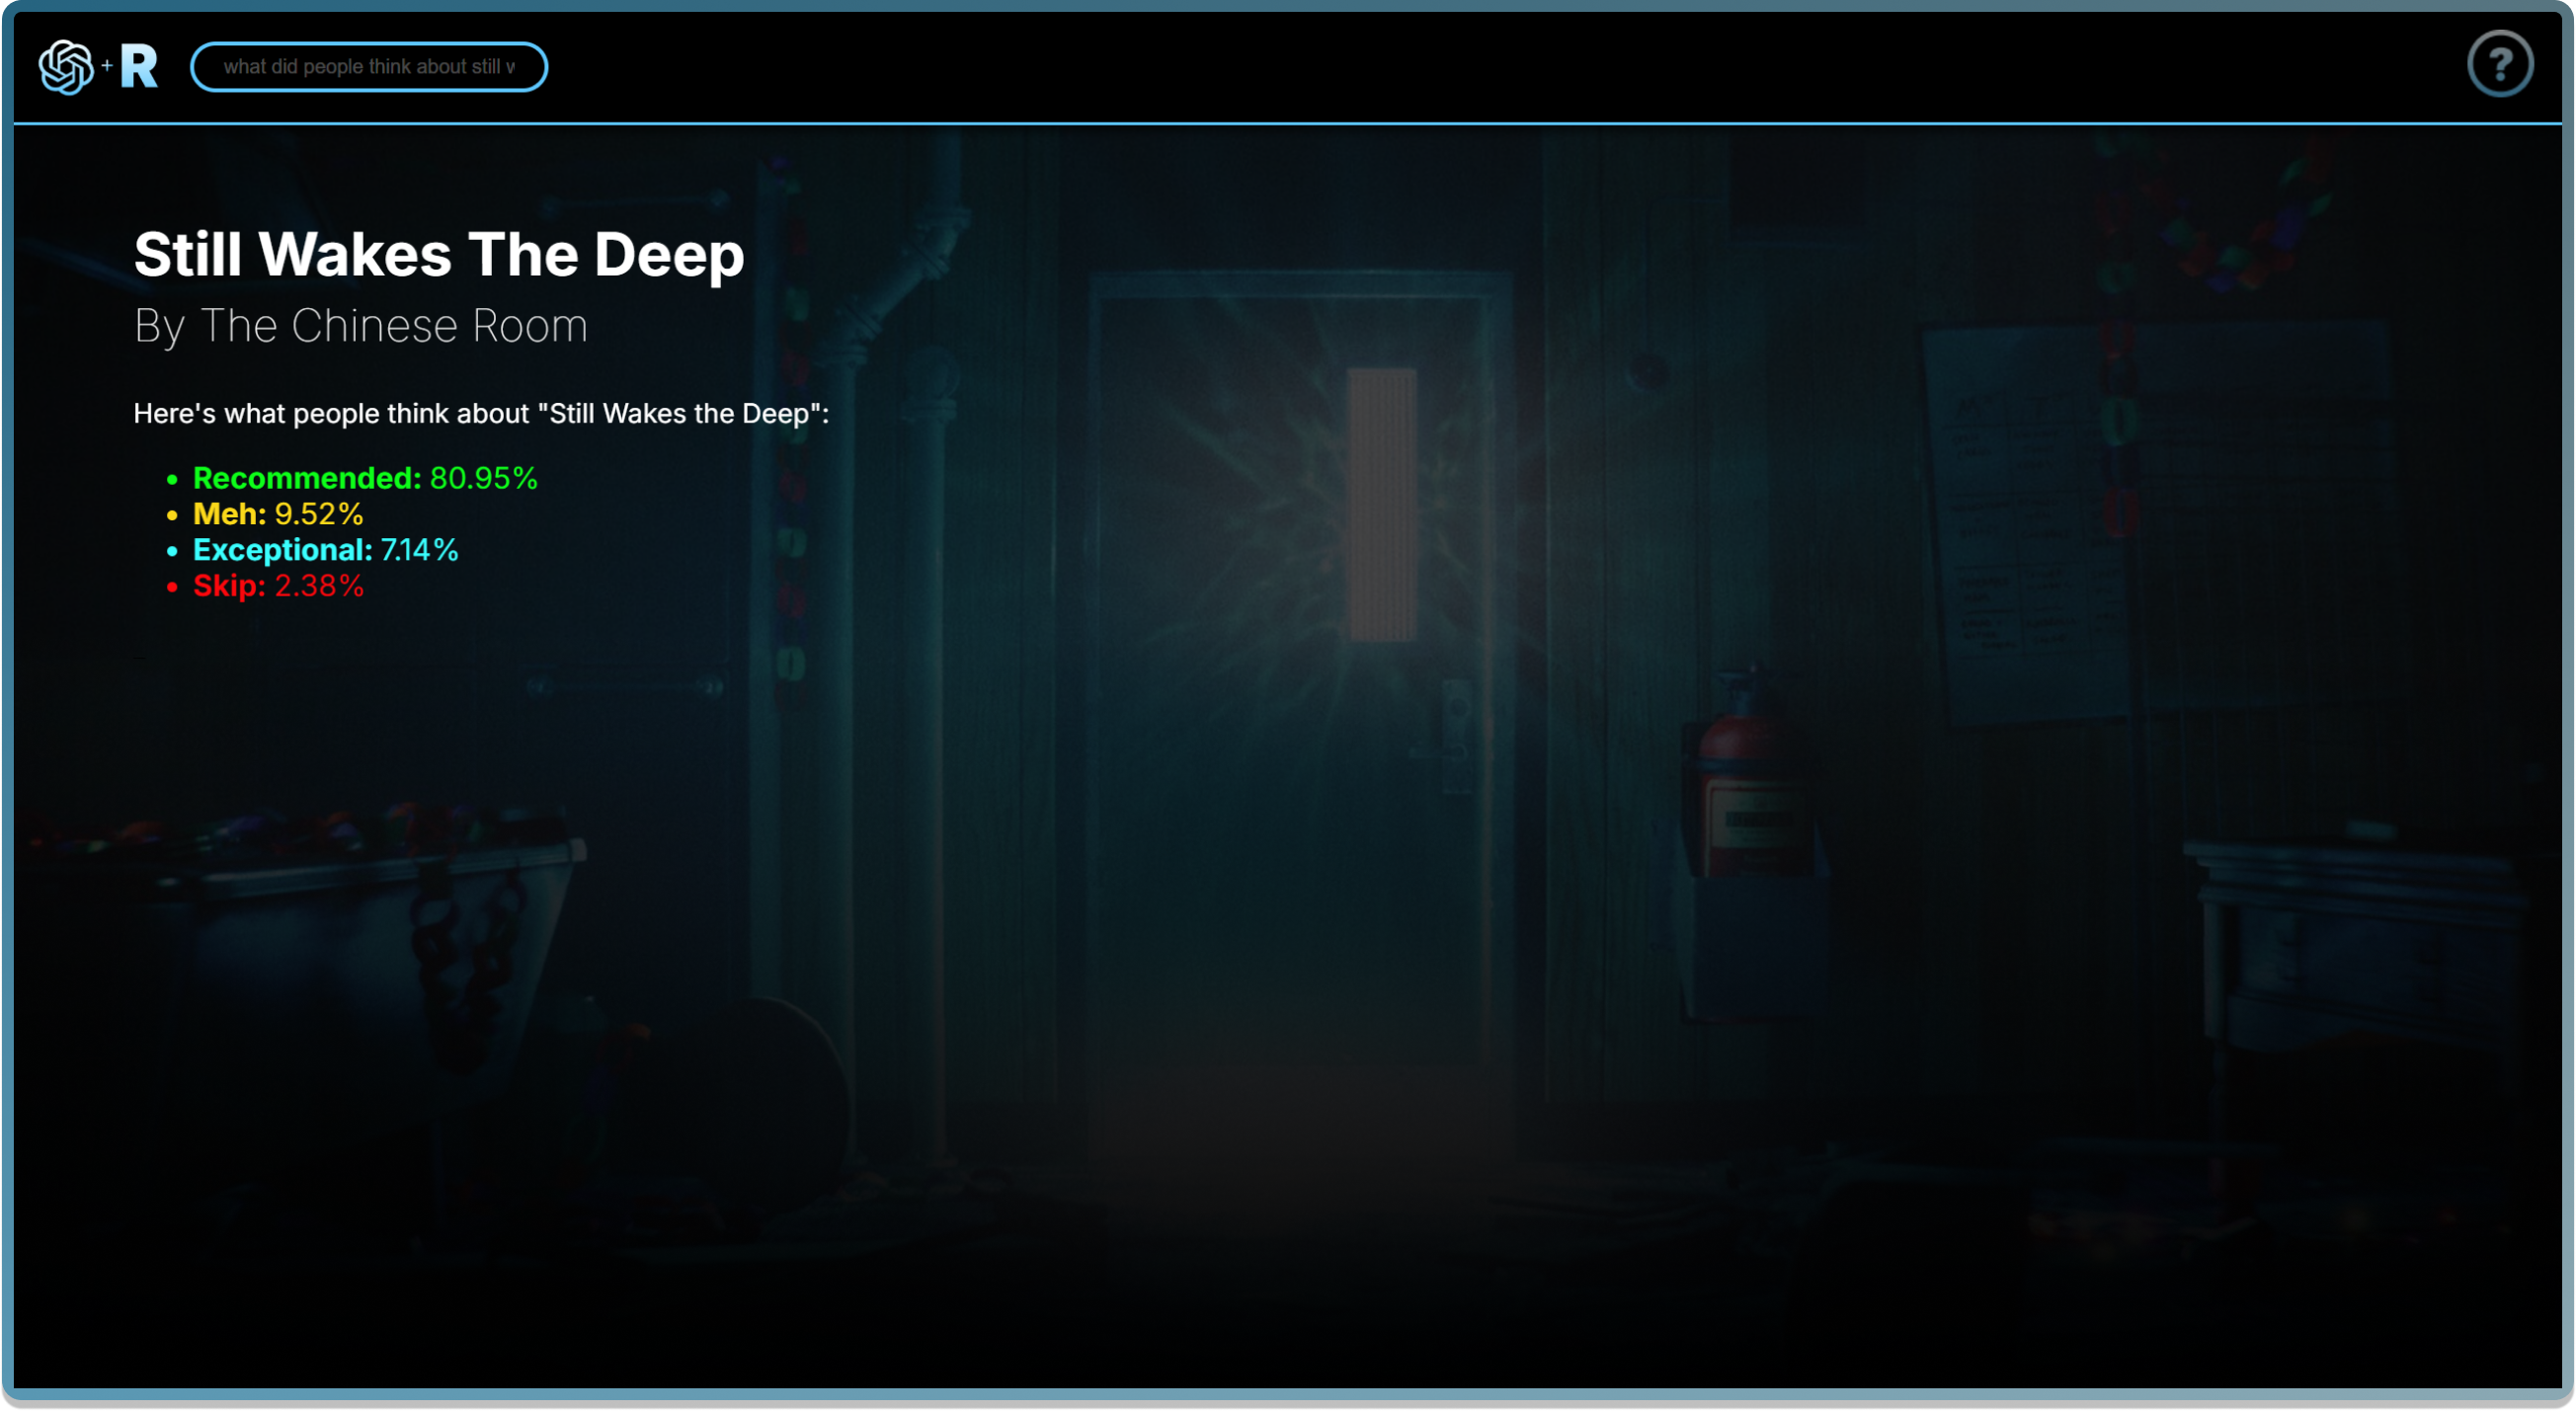 + R
what did people think about still w
?
Still Wakes The Deep
By The Chinese Room
Here's what people think about "Still Wakes the Deep":
• Recommended: 80.95%
• Meh: 9.52%
• Exceptional: 7.14%
• Skip: 2.38%